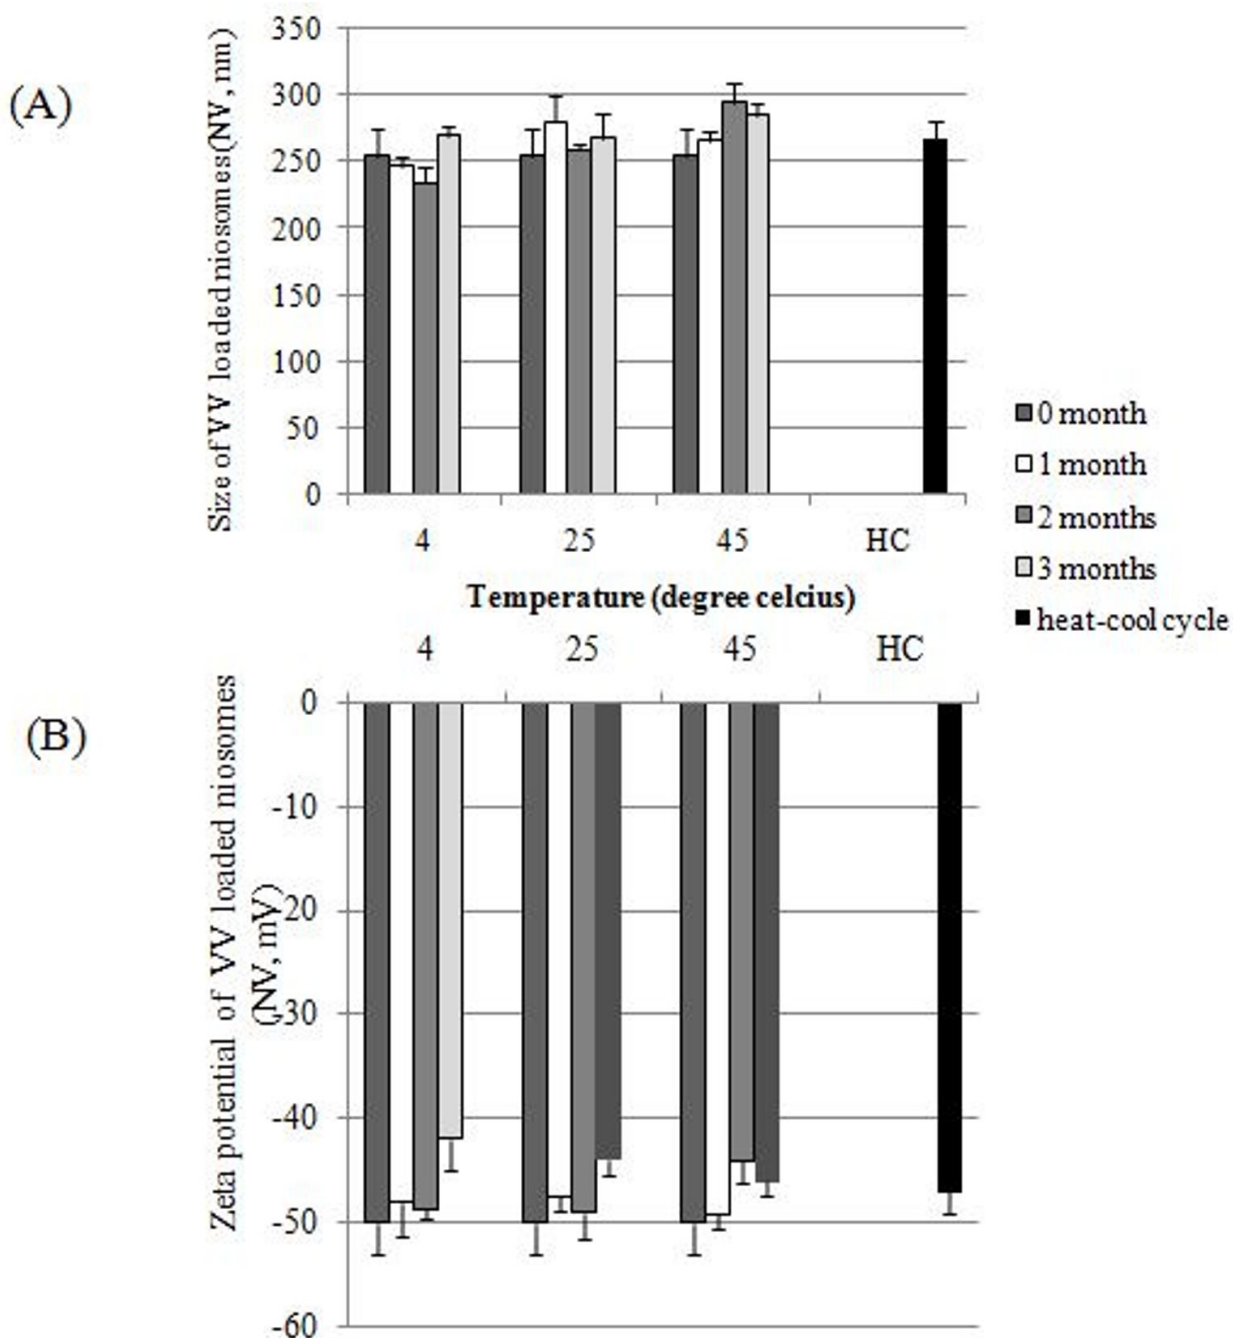 (A)
Size of VV loaded niosomes(NV, nm)
350
300
250
200
150
100
50
0
4 25 45 HC
Temperature (degree celcius)
0 month
1 month
2 months
3 months
heat-cool cycle
(B)
Zeta potential of VV loaded niosomes
(NV, mV)
4 25 45 HC
0
-10
-20
-30
-40
-50
-60